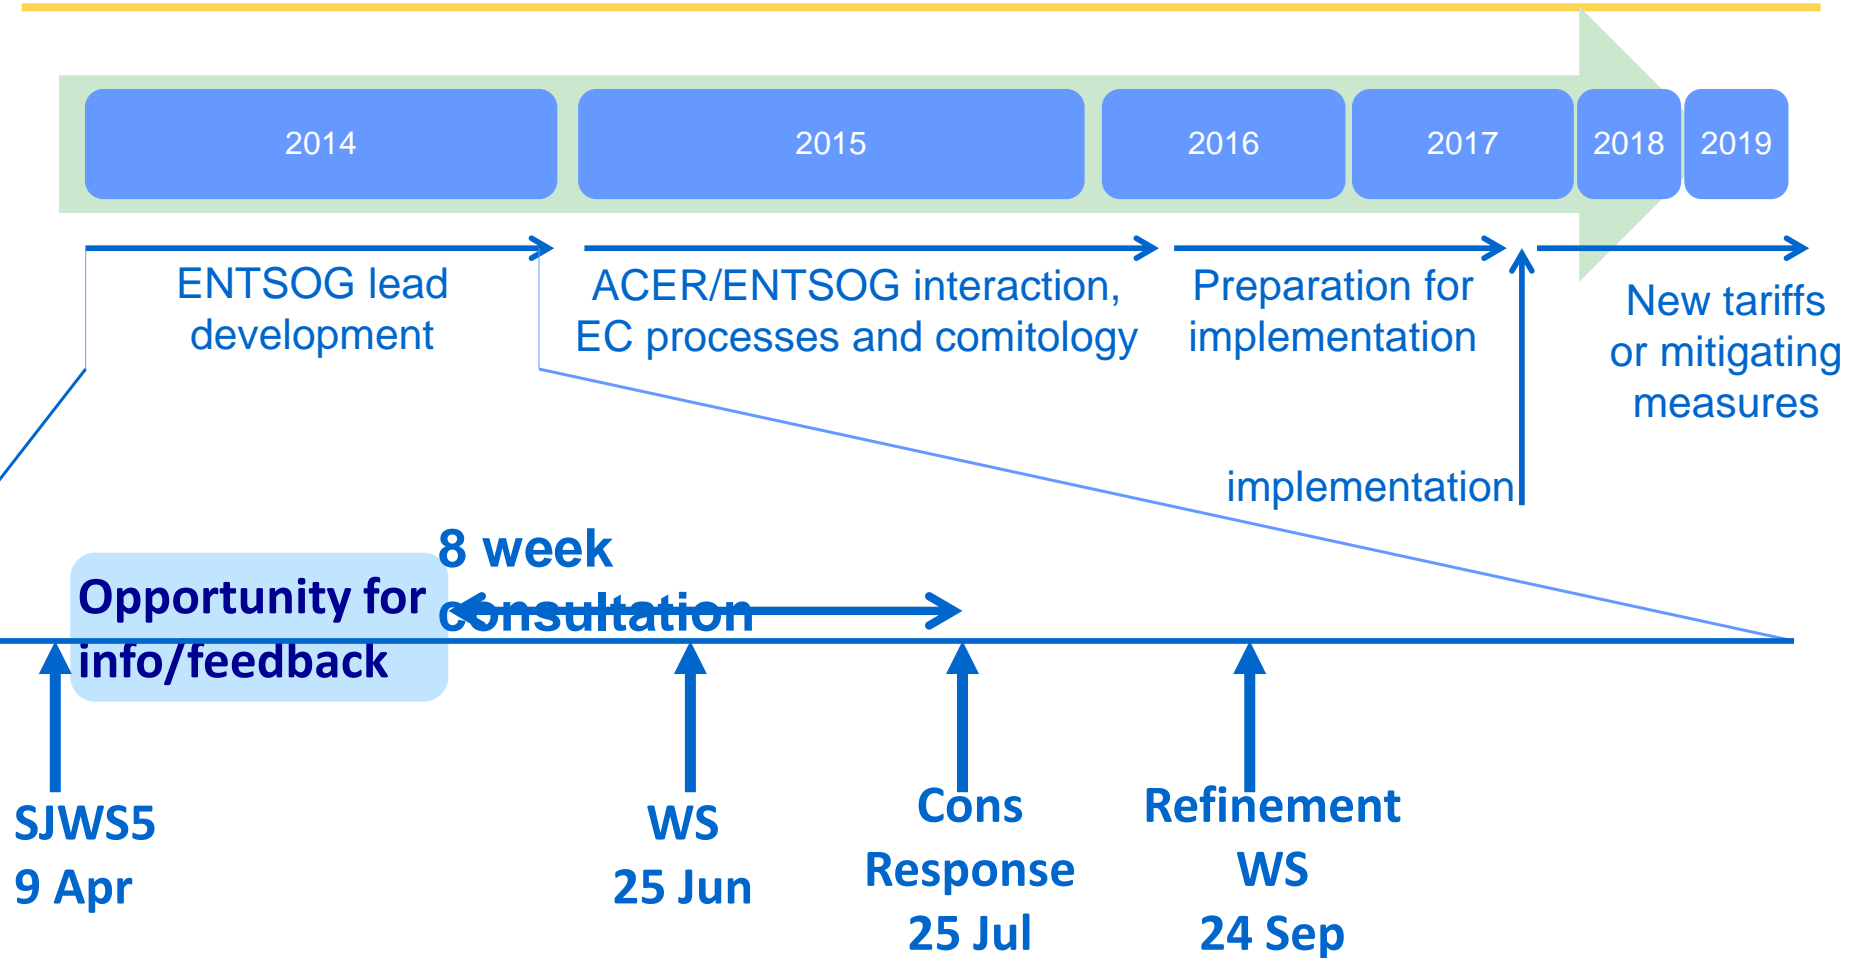 2014
2015
2016
2017
2018
2019
ENTSOG lead
development
ACER/ENTSOG interaction,
EC processes and comitology
Preparation for
implementation
New tariffs
or mitigating
measures
implementation
8 week
consultation
Opportunity for
info/feedback
SJWS5
9 Apr
WS
25 Jun
Cons
Response
25 Jul
Refinement
WS
24 Sep